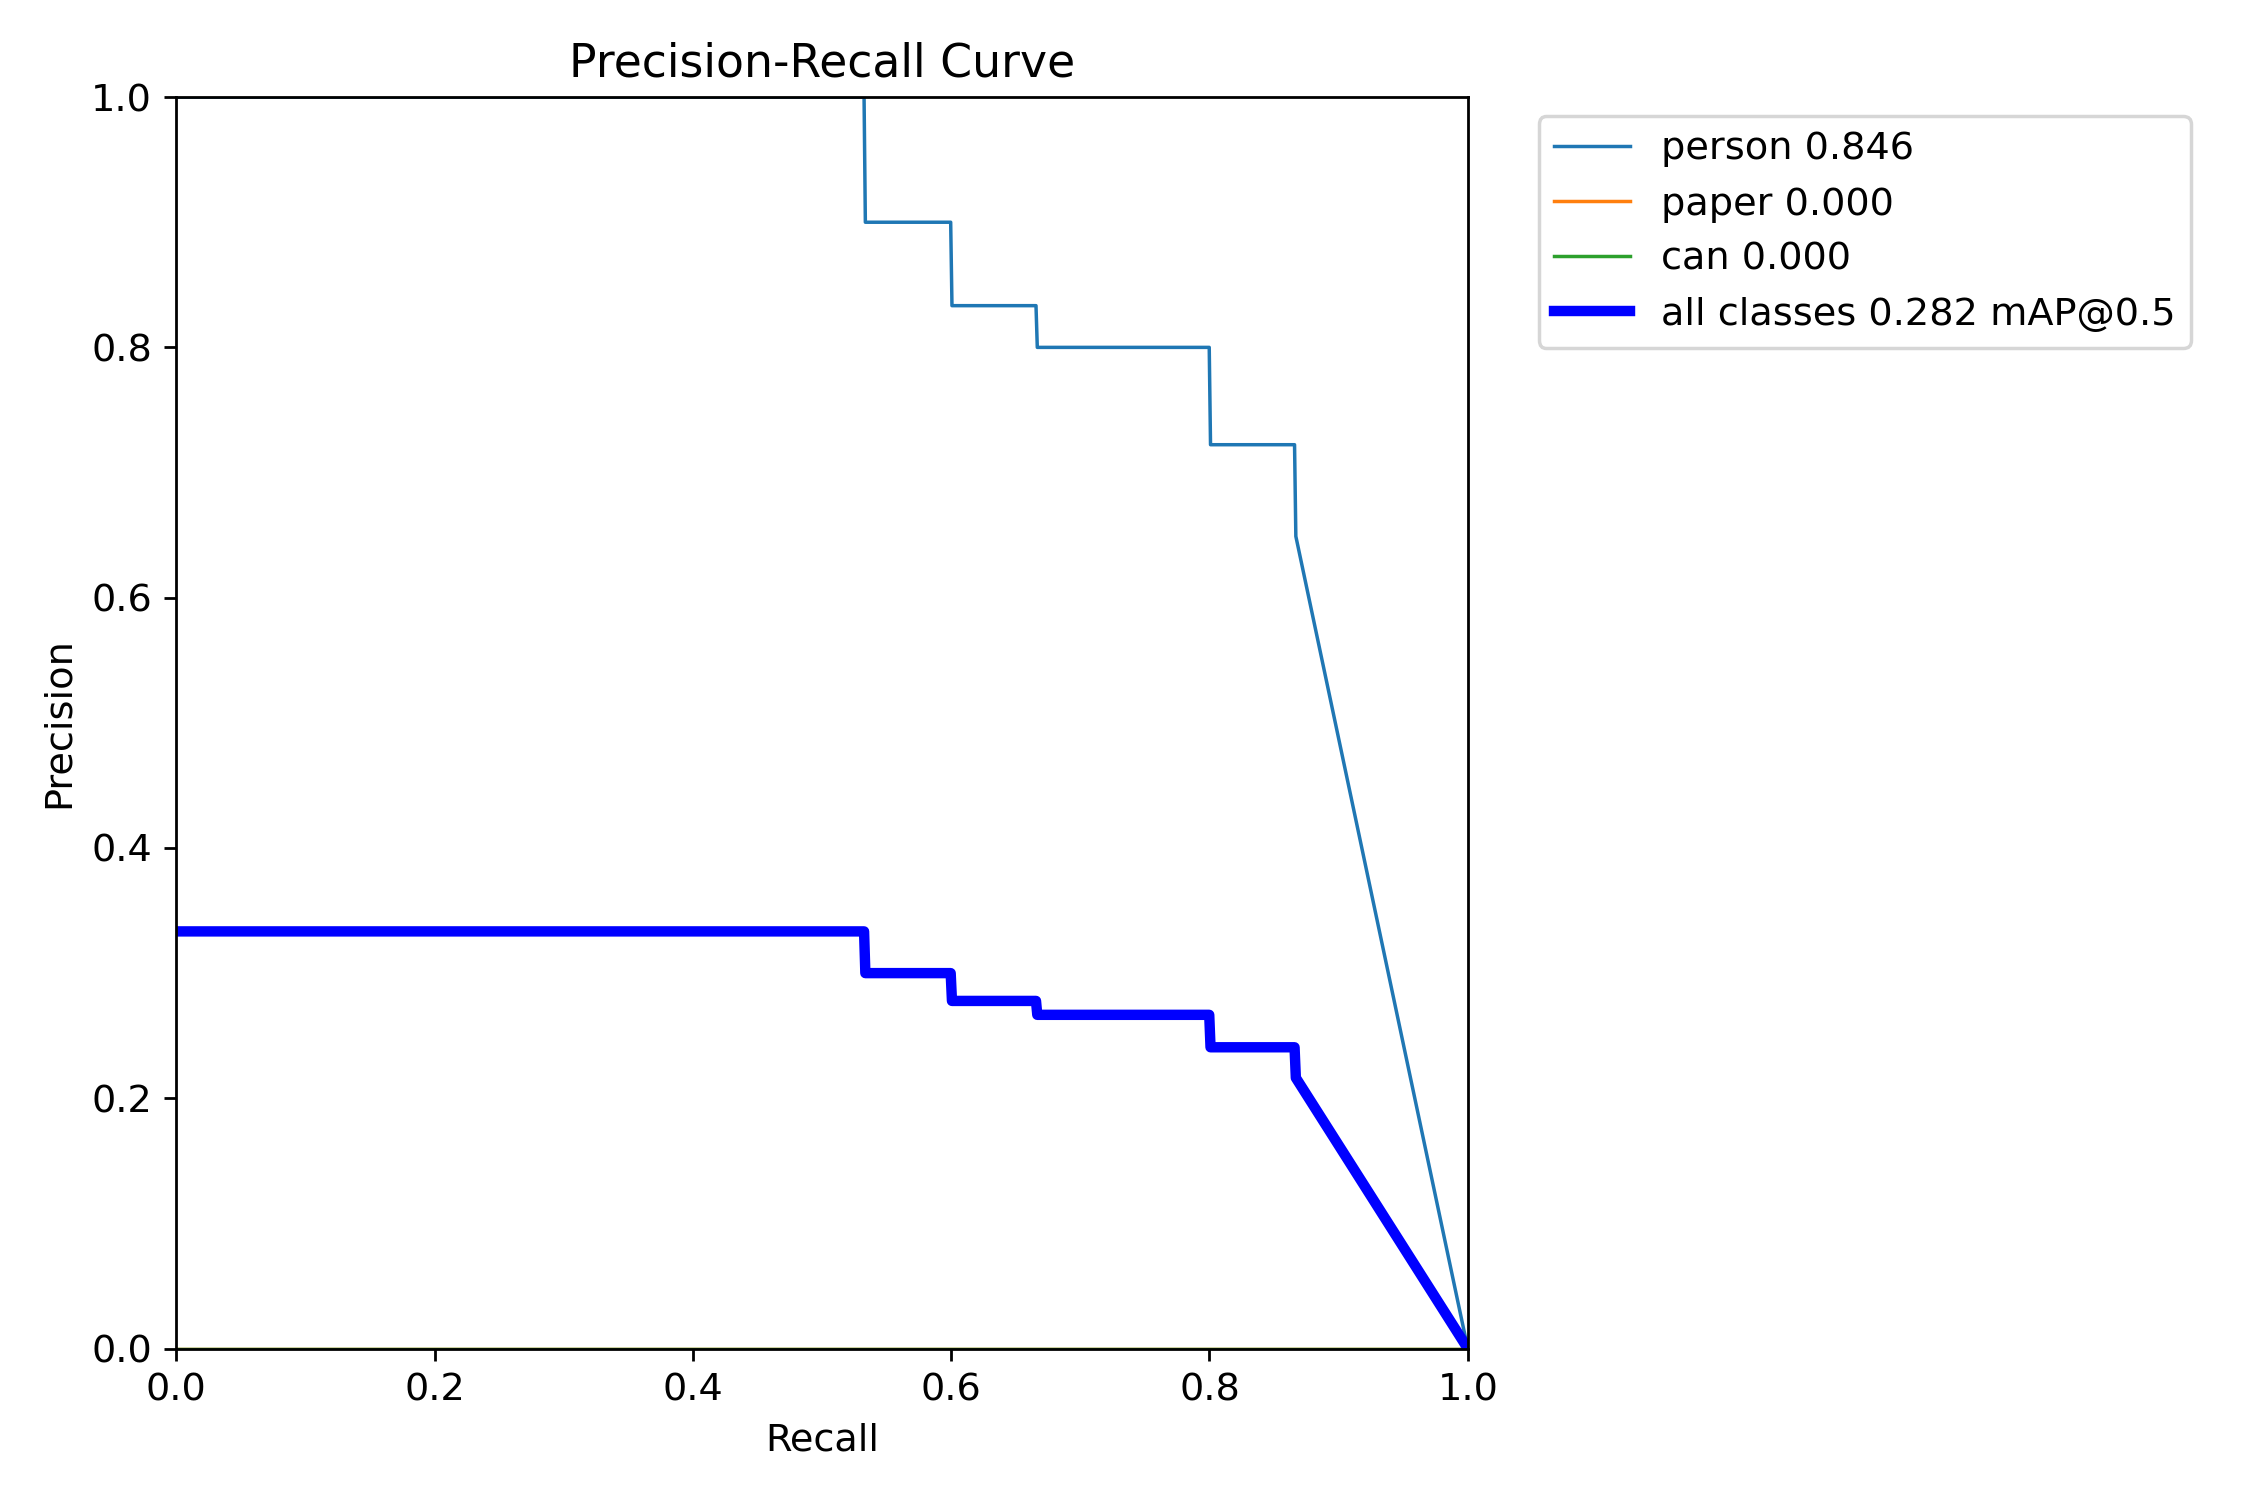 Precision-Recall Curve
1.0
0.8
0.6
0.4
0.2
0.0
Precision
0.0 0.2 0.4 0.6 0.8 1.0
Recall
person 0.846
paper 0.000
can 0.000
all classes 0.282 mAP@0.5